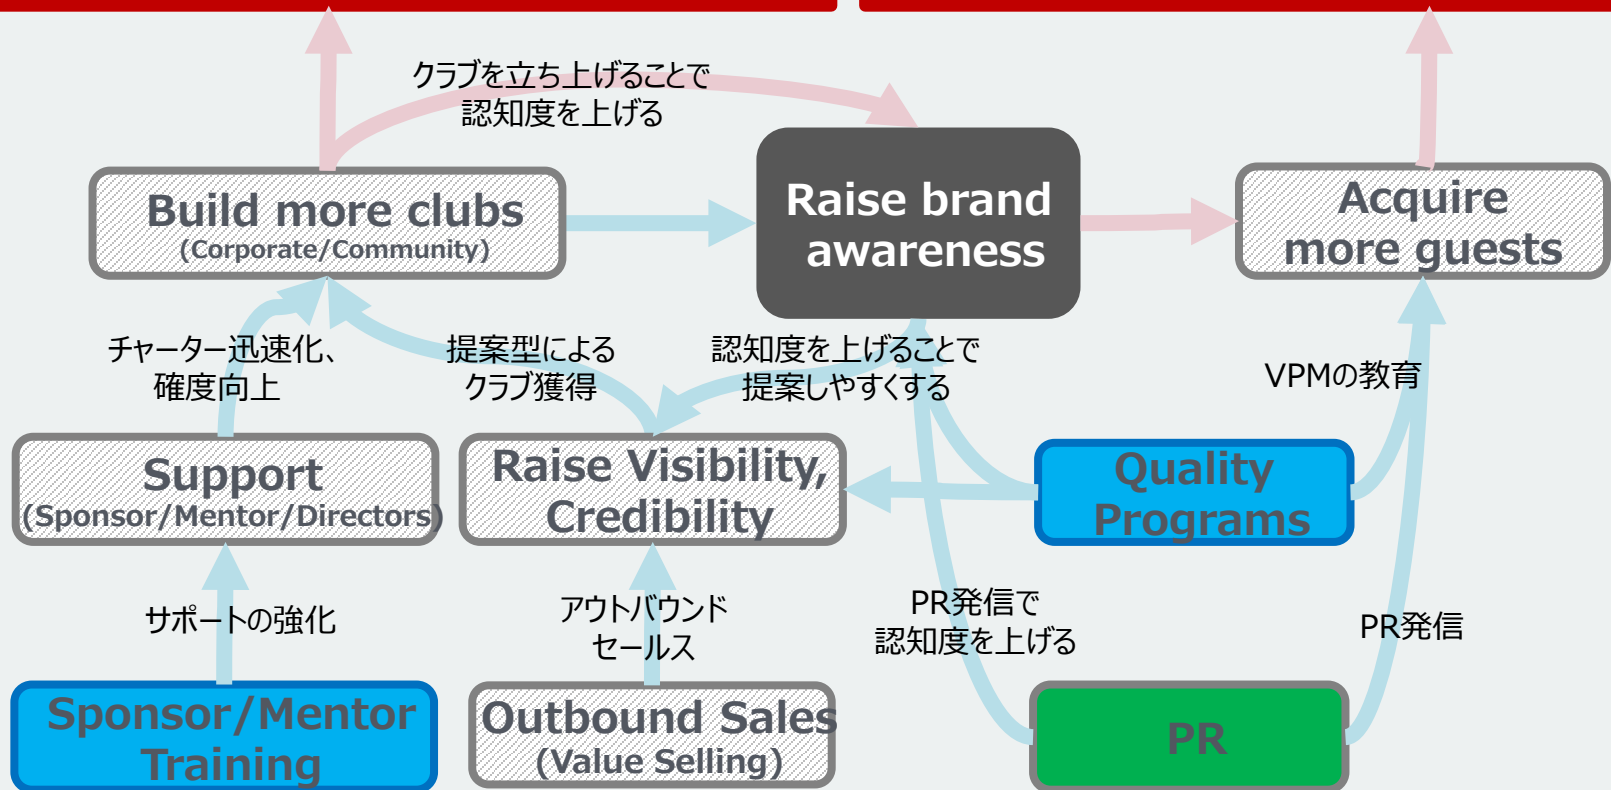 クラブを立ち上げることで
認知度を上げる
Build more clubs
(Corporate/Community)
Raise brand
awareness
Acquire
more guests
チャーター迅速化、
確度向上
提案型による
クラブ獲得
認知度を上げることで
提案しやすくする
VPMの教育
Support
(Sponsor/Mentor/Directors)
Raise Visibility,
Credibility
Quality
Programs
サポートの強化
アウトバウンド
セールス
PR発信で
認知度を上げる
PR発信
Sponsor/Mentor
Training
Outbound Sales
(Value Selling)
PR